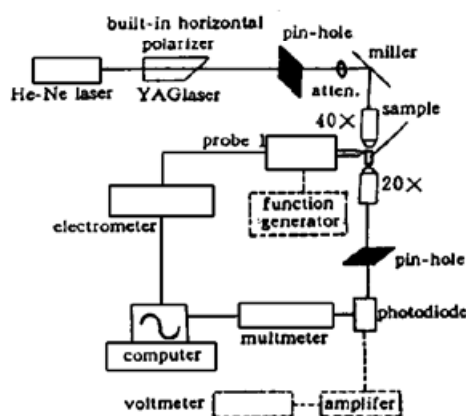 built-in horizontal
polarizer
pin-hole
miller
He-Ne laser
YAGlaser
atten.
40×
sample
probe 1
20×
function
generator
electrometer
pin-hole
photodiode
multmeter
computer
voltmeter
amplifer